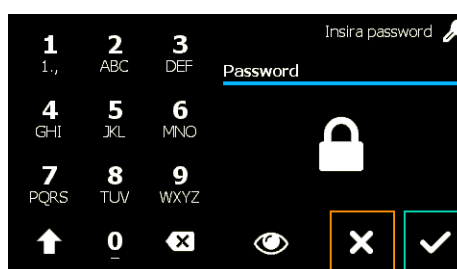 Insira password
1 2 3
1., ABC DEF
Password
4 5 6
GHI JKL MNO
7 8 9
PQRS TUV WXYZ
0
_